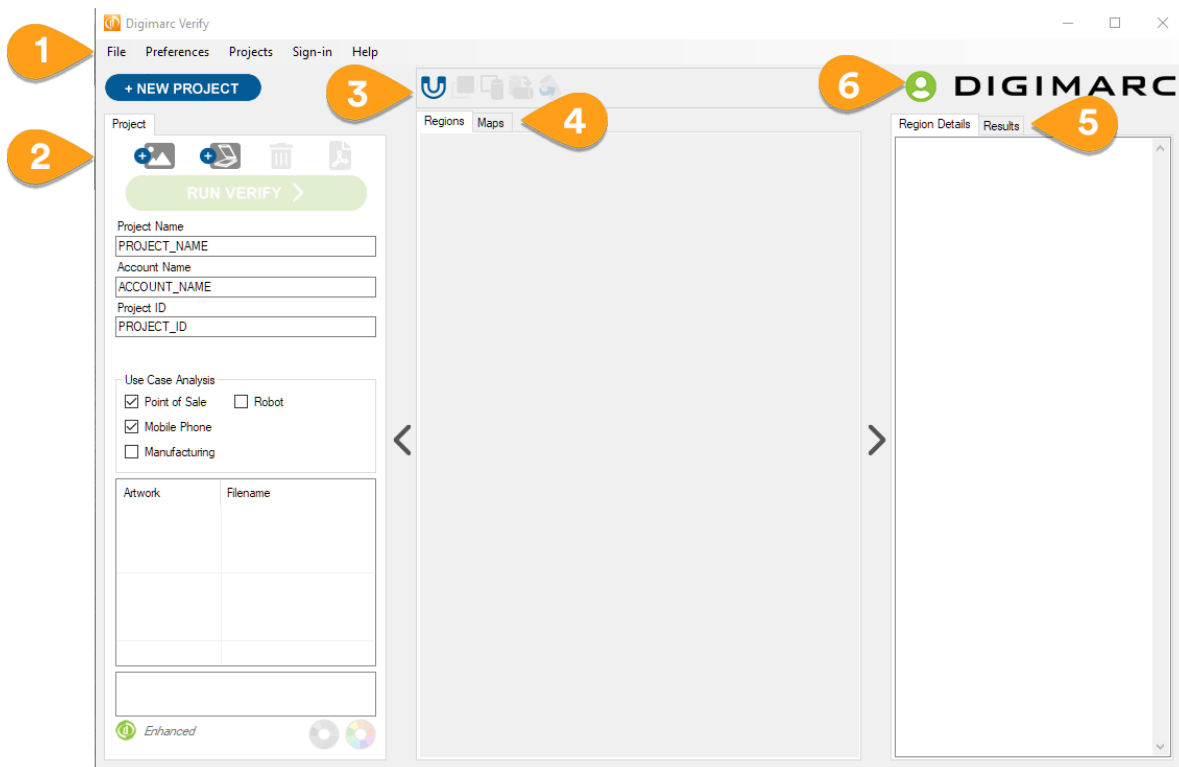 Digimarc Verify
1
File Preferences Projects Sign-in Help
+ NEW PROJECT
3
6
DIGIMARC
Project
Regions Maps
4
Region Details Results
5
2
RUN VERIFY >
Project Name
PROJECT_NAME
Account Name
ACCOUNT_NAME
Project ID
PROJECT_ID
Use Case Analysis
Point of Sale Robot
Mobile Phone
Manufacturing
Artwork Filename
Enhanced